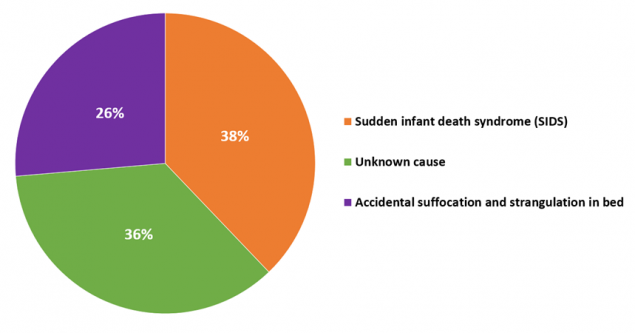 26%
38%
36%
Sudden infant death syndrome (SIDS)
Unknown cause
Accidental suffocation and strangulation in bed